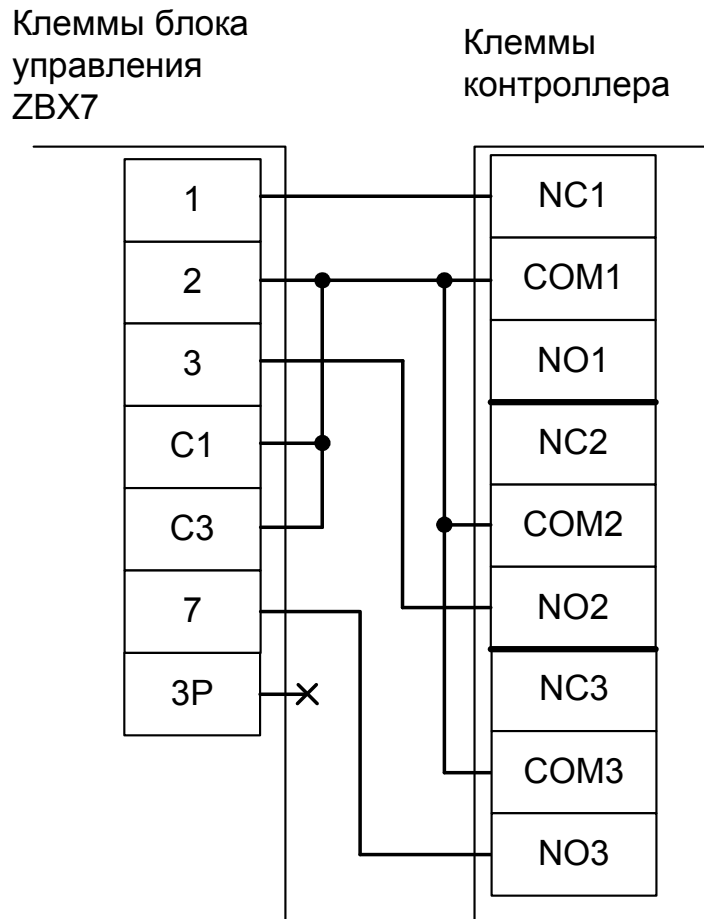 Клеммы блока
управления
ZBX7
Клеммы
контроллера
1
2
3
C1
C3
7
3P
NC1
COM1
NO1
NC2
COM2
NO2
NC3
COM3
NO3